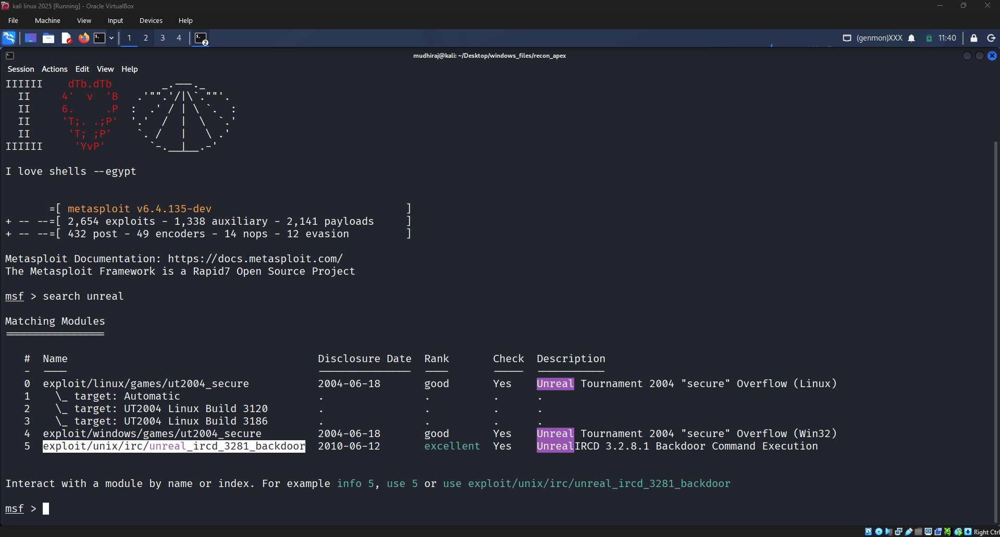 kali linux 2025 [Running] - Oracle VirtualBox
File Machine View Input Devices Help
1 2 3 4 2 (genmon)XXX 11:40
mudhiraj@kali: ~/Desktop/windows_files/recon_apex
Session Actions Edit View Help
IIIIII    dTb.dTb        _.---._
  II     4'  v  'B   .'"".'/|\`.""'.
  II     6.     .P  :  .' / | \ `.  :
  II     'T;. .;P'  '.'  /  |  \  `.'
  II      'T; ;P'    `. /   |   \ .'
IIIIII     'YvP'       `-.__|__.-'
I love shells --egypt
       =[ metasploit v6.4.135-dev                               ]
+ -- --=[ 2,654 exploits - 1,338 auxiliary - 2,141 payloads     ]
+ -- --=[ 432 post - 49 encoders - 14 nops - 12 evasion         ]
Metasploit Documentation: https://docs.metasploit.com/
The Metasploit Framework is a Rapid7 Open Source Project
msf > search unreal
Matching Modules
================
   #  Name                                        Disclosure Date  Rank       Check  Description
   -  ----                                        ---------------  ----       -----  -----------
   0  exploit/linux/games/ut2004_secure           2004-06-18       good       Yes    Unreal Tournament 2004 "secure" Overflow (Linux)
   1    \_ target: Automatic                      .                .          .      .
   2    \_ target: UT2004 Linux Build 3120        .                .          .      .
   3    \_ target: UT2004 Linux Build 3186        .                .          .      .
   4  exploit/windows/games/ut2004_secure         2004-06-18       good       Yes    Unreal Tournament 2004 "secure" Overflow (Win32)
   5  exploit/unix/irc/unreal_ircd_3281_backdoor  2010-06-12       excellent  Yes    UnrealIRCD 3.2.8.1 Backdoor Command Execution
Interact with a module by name or index. For example info 5, use 5 or use exploit/unix/irc/unreal_ircd_3281_backdoor
msf >
Right Ctrl